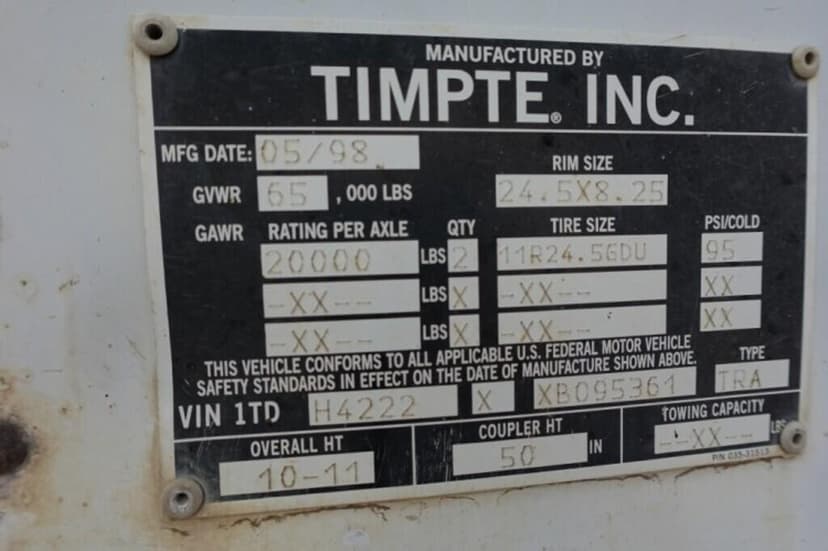 MANUFACTURED BY
TIMPTE® INC.
MFG DATE: 05/98
RIM SIZE
GVWR 65 ,000 LBS 24.5X8.25
GAWR RATING PER AXLE QTY TIRE SIZE PSI/COLD
20000 LBS 2 11R24.5GDU 95
-XX-- LBS X -XX-- XX
-XX-- LBS X -XX-- XX
THIS VEHICLE CONFORMS TO ALL APPLICABLE U.S. FEDERAL MOTOR VEHICLE
SAFETY STANDARDS IN EFFECT ON THE DATE OF MANUFACTURE SHOWN ABOVE.
TYPE
VIN 1TD H4222 X XB095361 TRA
OVERALL HT COUPLER HT TOWING CAPACITY
10-11 50 IN --XX-- LBS
P/N